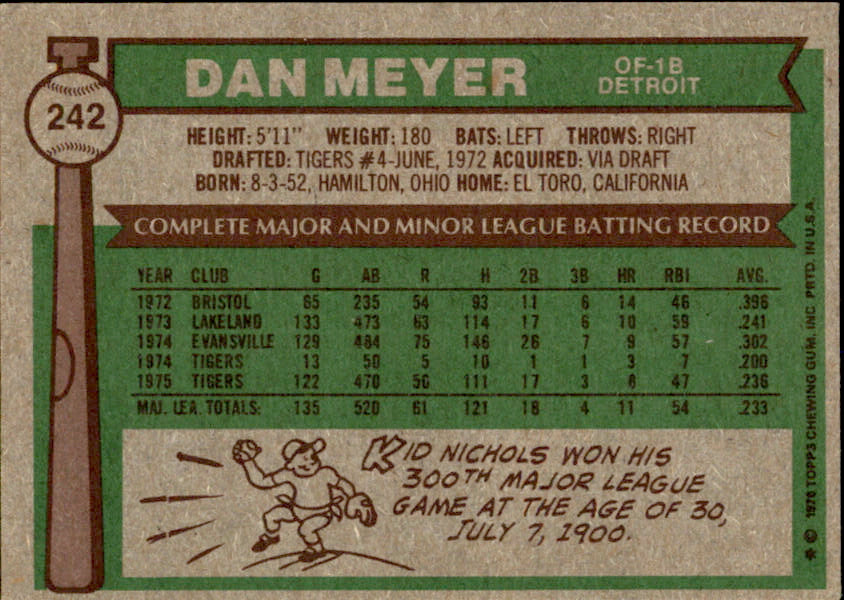 242
DAN MEYER
OF-1B
DETROIT
HEIGHT: 5'11" WEIGHT: 180 BATS: LEFT THROWS: RIGHT
DRAFTED: TIGERS #4-JUNE, 1972 ACQUIRED: VIA DRAFT
BORN: 8-3-52, HAMILTON, OHIO HOME: EL TORO, CALIFORNIA
COMPLETE MAJOR AND MINOR LEAGUE BATTING RECORD
YEAR CLUB G AB R H 2B 3B HR RBI AVG.
1972 BRISTOL 65 235 54 93 11 6 14 46 .396
1973 LAKELAND 133 473 63 114 17 6 10 59 .241
1974 EVANSVILLE 129 484 75 146 26 7 9 57 .302
1974 TIGERS 13 50 5 10 1 1 3 7 .200
1975 TIGERS 122 470 56 111 17 3 8 47 .236
MAJ. LEA. TOTALS: 135 520 61 121 18 4 11 54 .233
KID NICHOLS WON HIS
300TH MAJOR LEAGUE
GAME AT THE AGE OF 30,
JULY 7, 1900.
* © 1976 TOPPS CHEWING GUM, INC. PRTD. IN U.S.A.